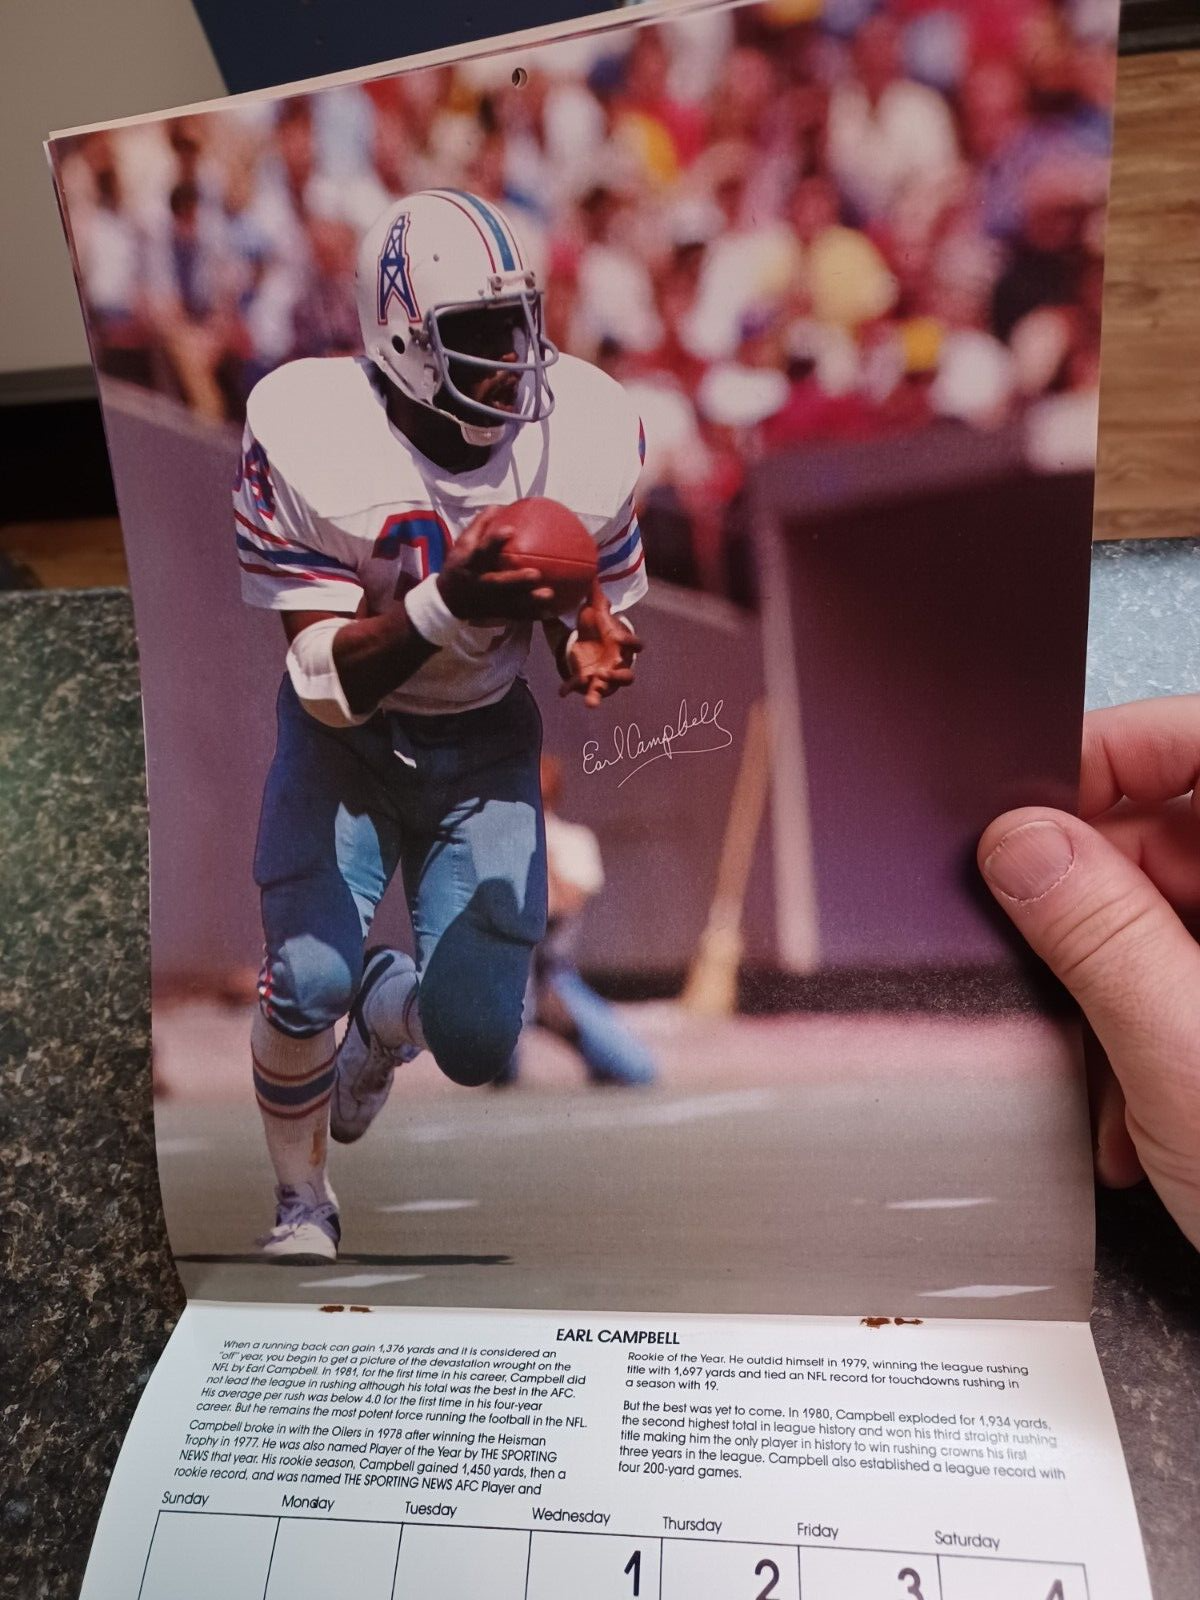 Earl Campbell
EARL CAMPBELL
When a running back can gain 1,376 yards and it is considered an
"off" year, you begin to get a picture of the devastation wrought on the
NFL by Earl Campbell. In 1981, for the first time in his career, Campbell did
not lead the league in rushing although his total was the best in the AFC.
His average per rush was below 4.0 for the first time in his four-year
career. But he remains the most potent force running the football in the NFL.
Campbell broke in with the Oilers in 1978 after winning the Heisman
Trophy in 1977. He was also named Player of the Year by THE SPORTING
NEWS that year. His rookie season, Campbell gained 1,450 yards, then a
rookie record, and was named THE SPORTING NEWS AFC Player and
Rookie of the Year. He outdid himself in 1979, winning the league rushing
title with 1,697 yards and tied an NFL record for touchdowns rushing in
a season with 19.
But the best was yet to come. In 1980, Campbell exploded for 1,934 yards,
the second highest total in league history and won his third straight rushing
title making him the only player in history to win rushing crowns his first
three years in the league. Campbell also established a league record with
four 200-yard games.
Sunday Monday Tuesday Wednesday Thursday Friday Saturday
1 2 3 4